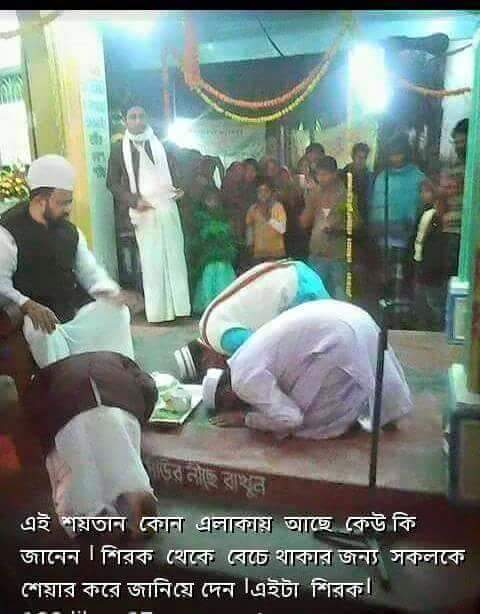 ড়ির নীচে রাখুন
এই শয়তান কোন এলাকায় আছে কেউ কি
জানেন । শিরক থেকে বেচে থাকার জন্য সকলকে
শেয়ার করে জানিয়ে দেন ।এইটা শিরক।